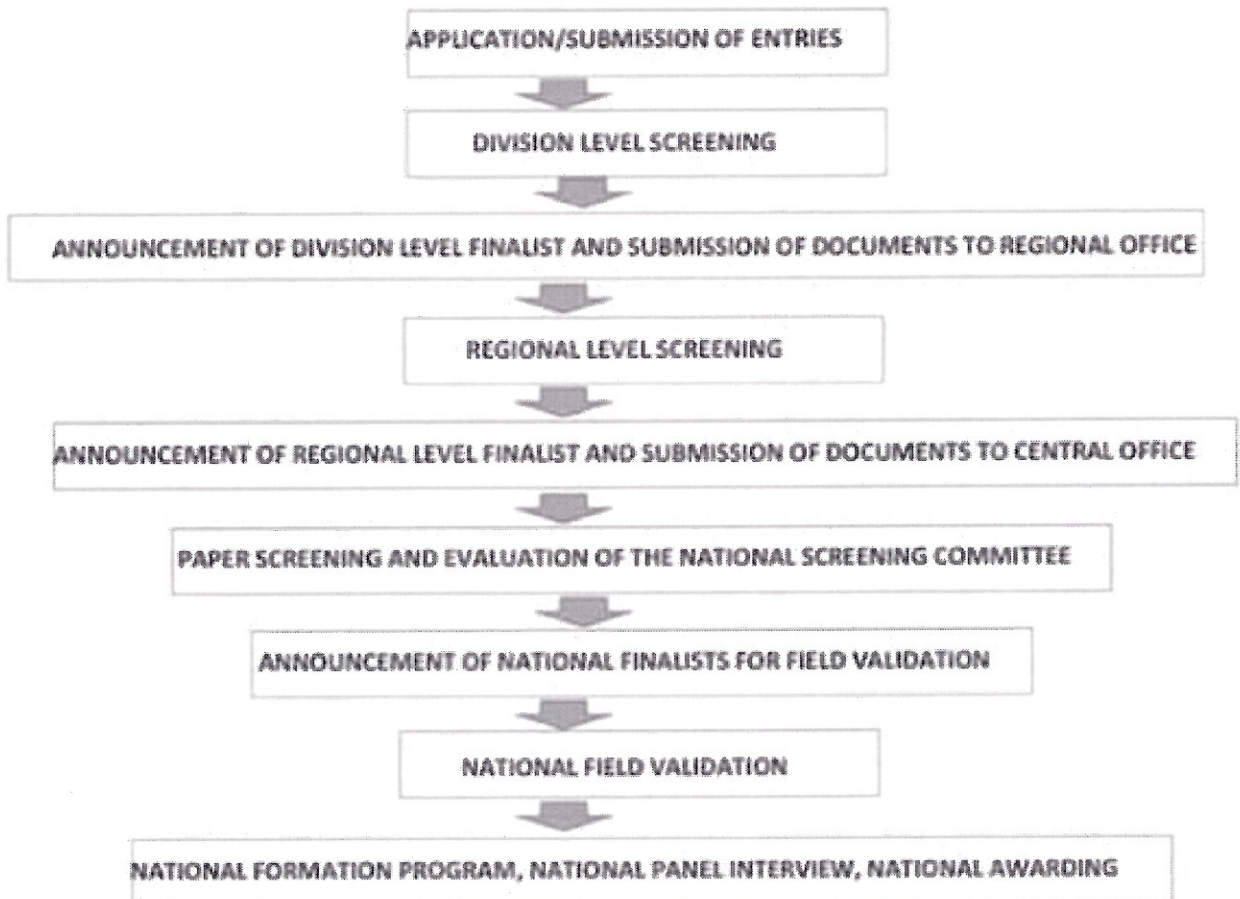 APPLICATION/SUBMISSION OF ENTRIES
DIVISION LEVEL SCREENING
ANNOUNCEMENT OF DIVISION LEVEL FINALIST AND SUBMISSION OF DOCUMENTS TO REGIONAL OFFICE
REGIONAL LEVEL SCREENING
ANNOUNCEMENT OF REGIONAL LEVEL FINALIST AND SUBMISSION OF DOCUMENTS TO CENTRAL OFFICE
PAPER SCREENING AND EVALUATION OF THE NATIONAL SCREENING COMMITTEE
ANNOUNCEMENT OF NATIONAL FINALISTS FOR FIELD VALIDATION
NATIONAL FIELD VALIDATION
NATIONAL FORMATION PROGRAM, NATIONAL PANEL INTERVIEW, NATIONAL AWARDING